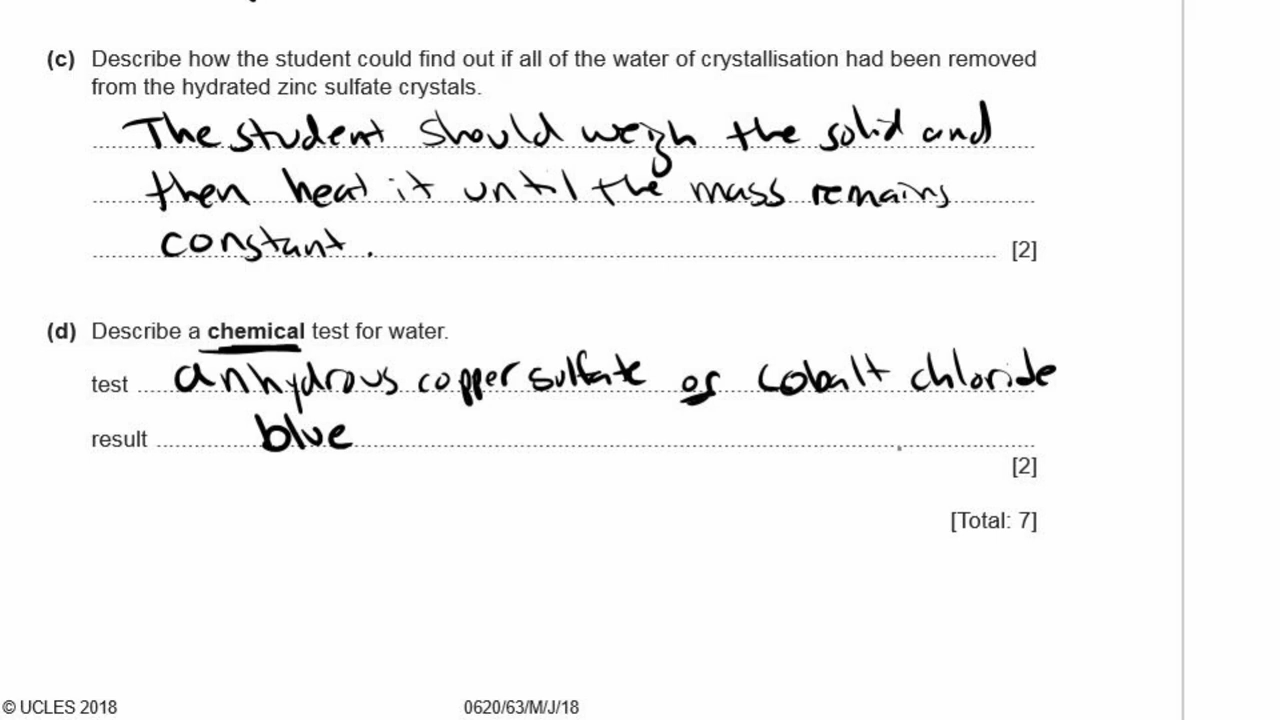 (c) Describe how the student could find out if all of the water of crystallisation had been removed
from the hydrated zinc sulfate crystals.
The student should weigh the solid and
then heat it until the mass remains
constant.
[2]
(d) Describe a chemical test for water.
test anhydrous copper sulfate or cobalt chloride
result blue
[2]
[Total: 7]
© UCLES 2018 0620/63/M/J/18